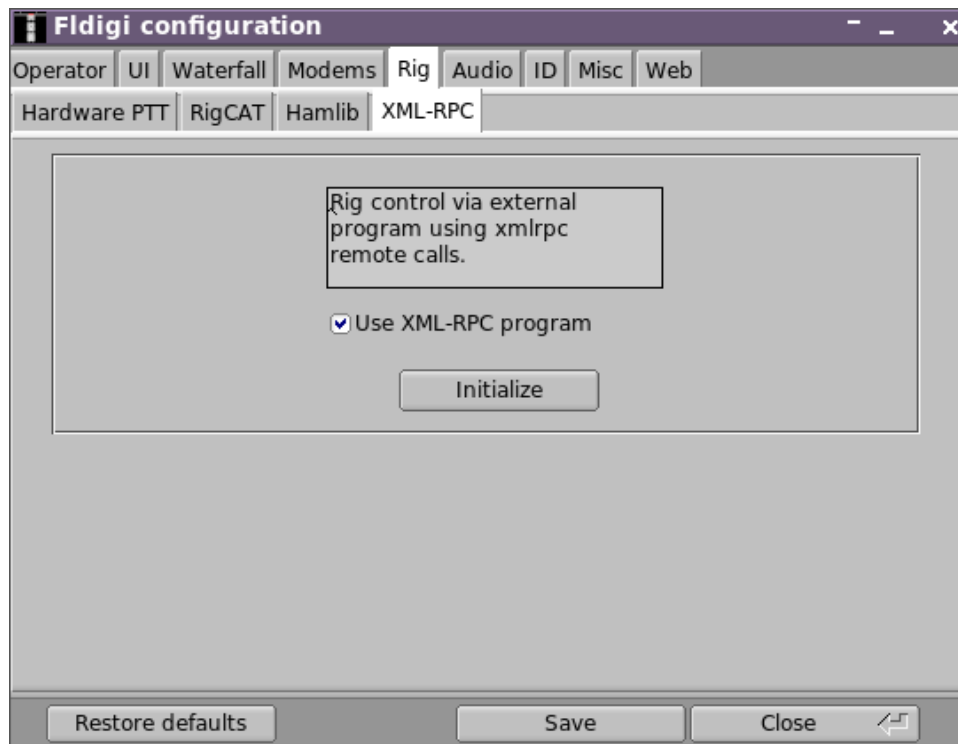 Fldigi configuration
Operator UI Waterfall Modems Rig Audio ID Misc Web
Hardware PTT RigCAT Hamlib XML-RPC
Rig control via external
program using xmlrpc
remote calls.
Use XML-RPC program
Initialize
Restore defaults Save Close